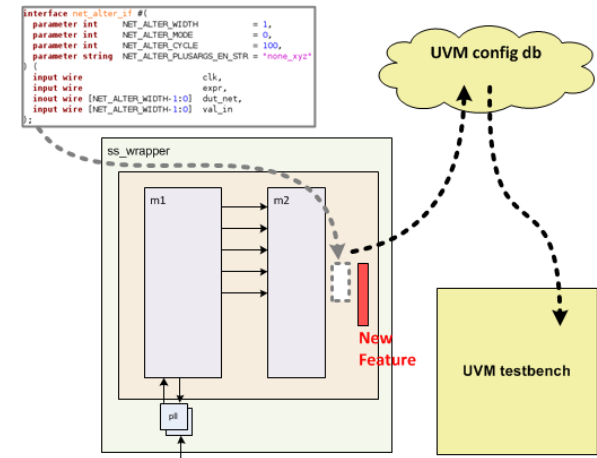 interface net_alter_if #(
parameter int NET_ALTER_WIDTH = 1,
parameter int NET_ALTER_MODE = 0,
parameter int NET_ALTER_CYCLE = 100,
parameter string NET_ALTER_PLUSARGS_EN_STR = "none_xyz"
) (
input wire clk,
input wire expr,
inout wire [NET_ALTER_WIDTH-1:0] dut_net,
input wire [NET_ALTER_WIDTH-1:0] val_in
);
UVM config db
ss_wrapper
m1
m2
New
Feature
UVM testbench
pll